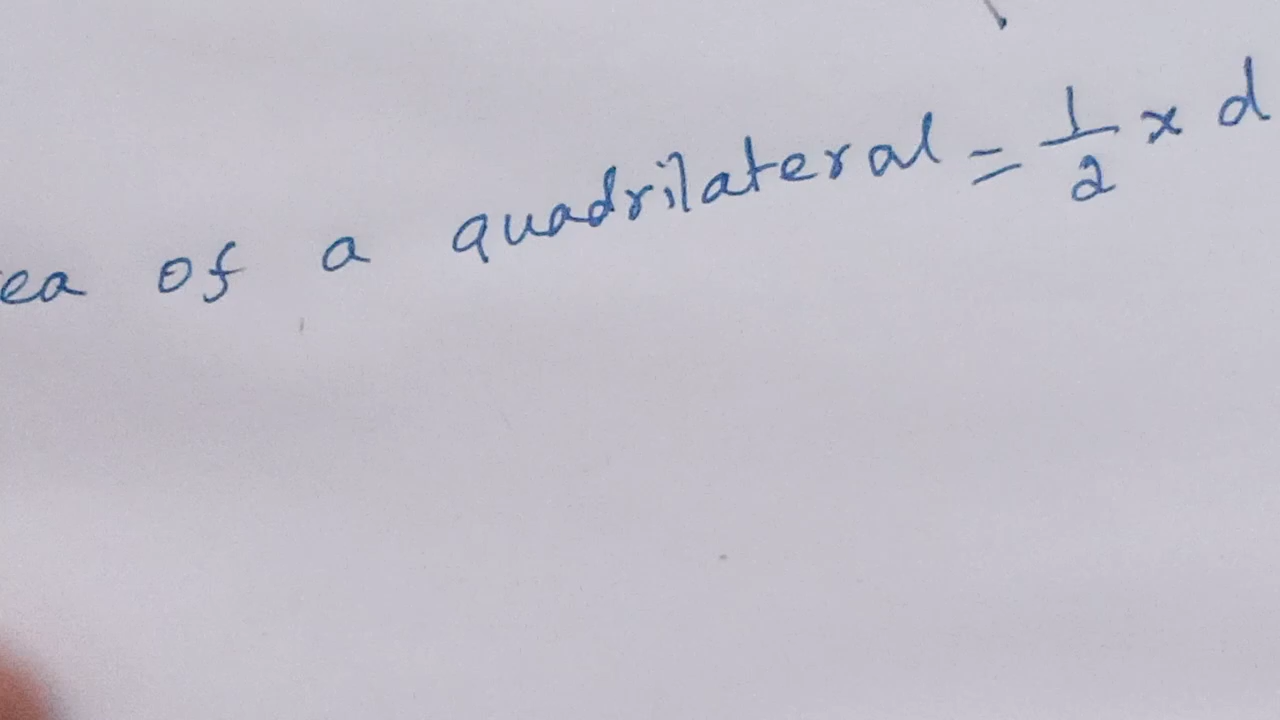 ea of a quadrilateral = 1/2 x d